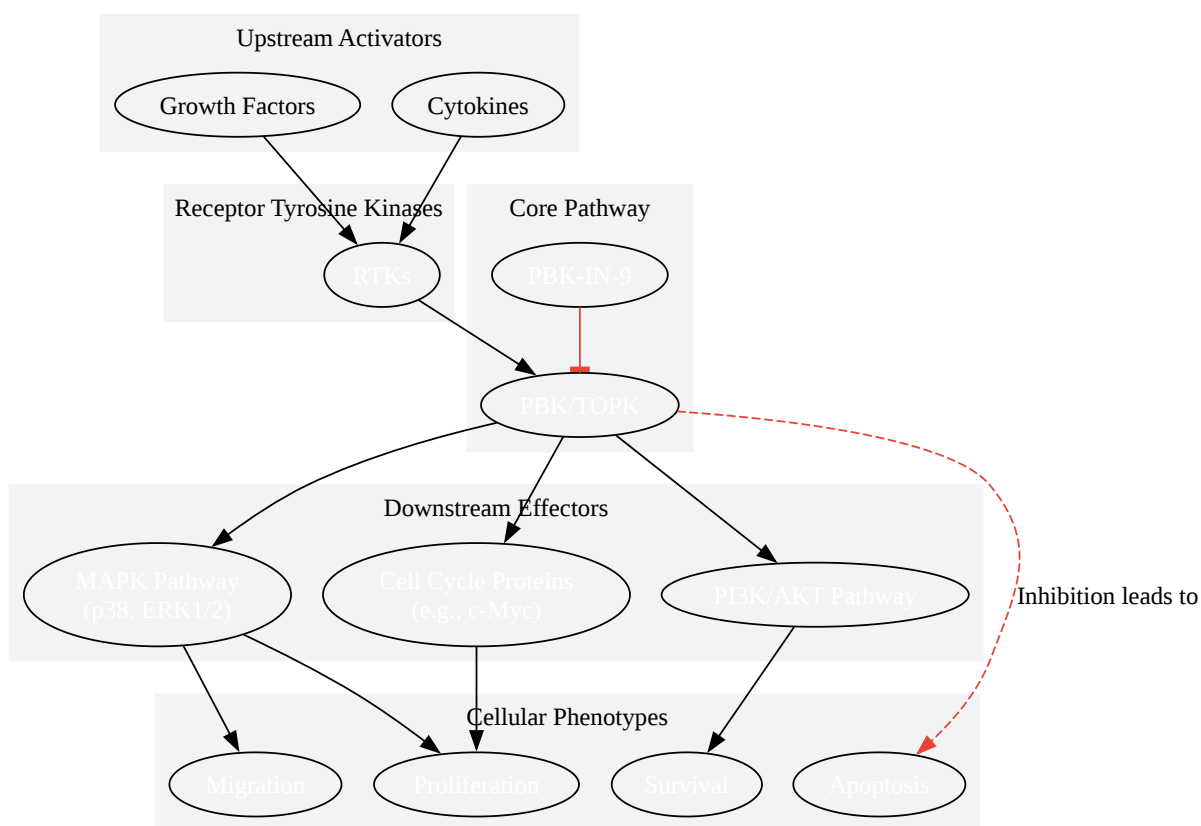 Upstream Activators
Growth Factors
Cytokines
Receptor Tyrosine Kinases
Core Pathway
RTKs
PBK-IN-9
PBK/TOPK
Downstream Effectors
MAPK Pathway
(p38, ERK1/2)
Cell Cycle Proteins
(e.g., c-Myc)
PI3K/AKT Pathway
Inhibition leads to
Cellular Phenotypes
Migration
Proliferation
Survival
Apoptosis